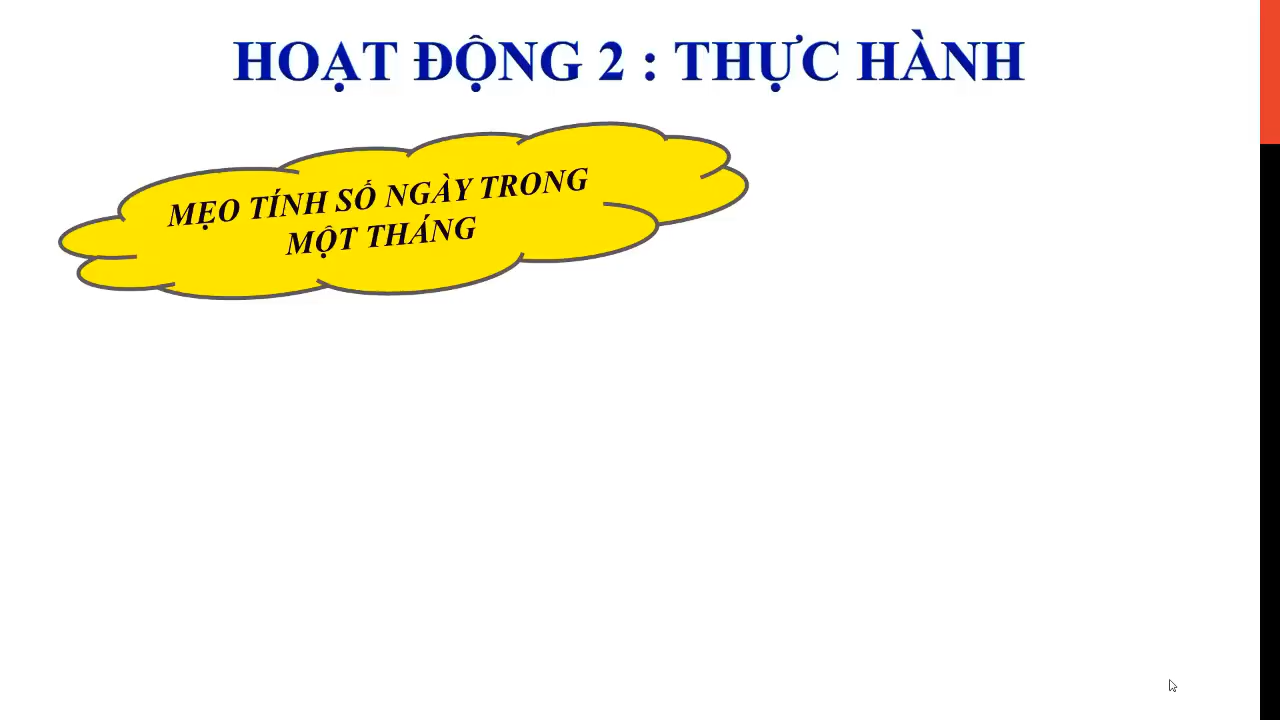 HOẠT ĐỘNG 2 : THỰC HÀNH
MẸO TÍNH SỐ NGÀY TRONG
MỘT THÁNG